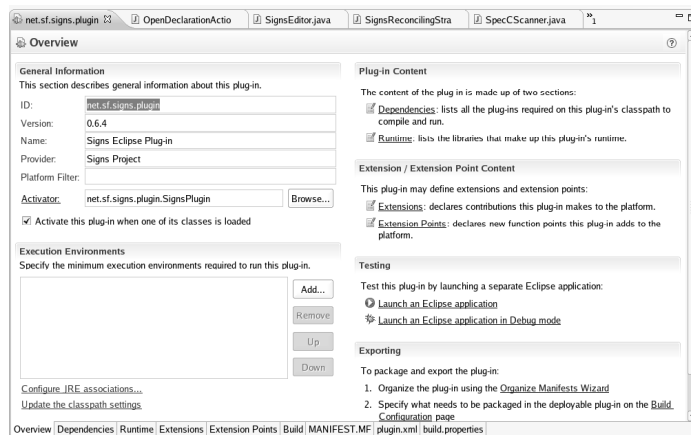 net.sf.signs.plugin
OpenDeclarationActio
SignsEditor.java
SignsReconcilingStra
SpecCScanner.java
»1
Overview
General Information
This section describes general information about this plug-in.
ID: net.sf.signs.plugin
Version: 0.6.4
Name: Signs Eclipse Plug-in
Provider: Signs Project
Platform Filter:
Activator: net.sf.signs.plugin.SignsPlugin Browse...
Activate this plug-in when one of its classes is loaded
Execution Environments
Specify the minimum execution environments required to run this plug-in.
Add...
Remove
Up
Down
Configure JRE associations...
Update the classpath settings
Plug-in Content
The content of the plug in is made up of two sections:
Dependencies: lists all the plug-ins required on this plug-in's classpath to
compile and run.
Runtime: lists the libraries that make up this plug-in's runtime.
Extension / Extension Point Content
This plug-in may define extensions and extension points:
Extensions: declares contributions this plug-in makes to the platform.
Extension Points: declares new function points this plug-in adds to the
platform.
Testing
Test this plug-in by launching a separate Eclipse application:
Launch an Eclipse application
Launch an Eclipse application in Debug mode
Exporting
To package and export the plug-in:
1. Organize the plug-in using the Organize Manifests Wizard
2. Specify what needs to be packaged in the deployable plug-in on the Build
Configuration page
Overview Dependencies Runtime Extensions Extension Points Build MANIFEST.MF plugin.xml build.properties